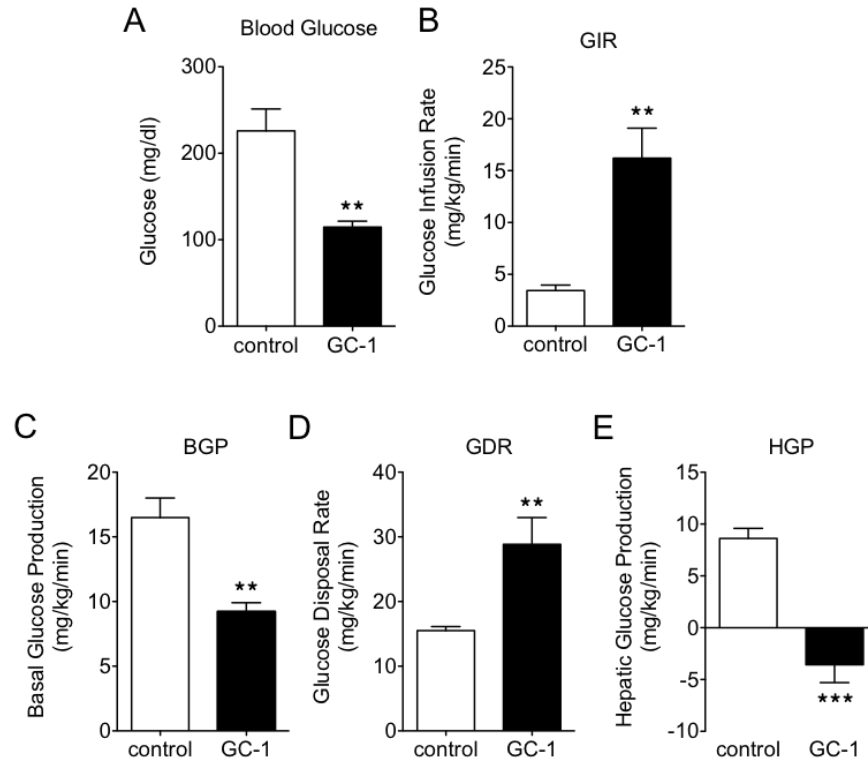 A
Blood Glucose
Glucose (mg/dl)
300
200
100
0
**
control
GC-1
B
GIR
Glucose Infusion Rate
(mg/kg/min)
25
20
15
10
5
0
**
control
GC-1
C
BGP
Basal Glucose Production
(mg/kg/min)
20
15
10
5
0
**
control
GC-1
D
GDR
Glucose Disposal Rate
(mg/kg/min)
40
30
20
10
0
**
control
GC-1
E
HGP
Hepatic Glucose Production
(mg/kg/min)
15
10
5
0
-5
-10
***
control
GC-1